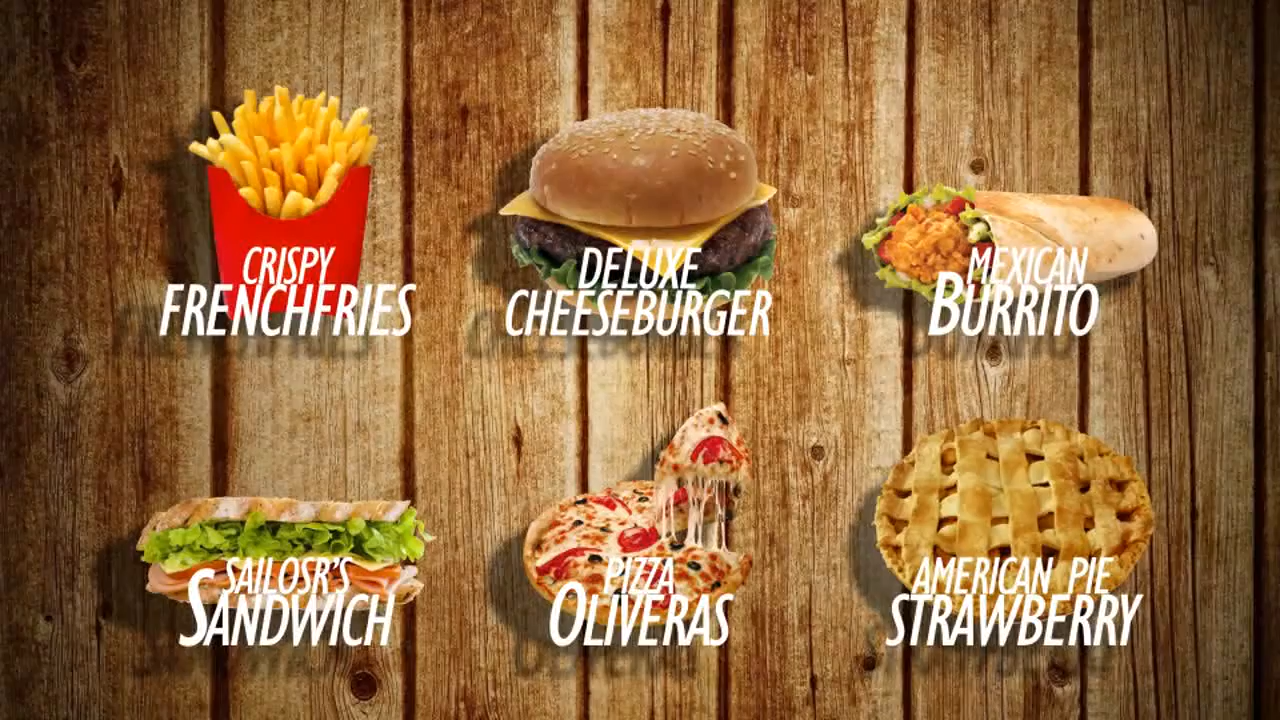 CRISPY
FRENCHFRIES
DELUXE
CHEESEBURGER
MEXICAN
BURRITO
SAILOSR'S
SANDWICH
PIZZA
OLIVERAS
AMERICAN PIE
STRAWBERRY